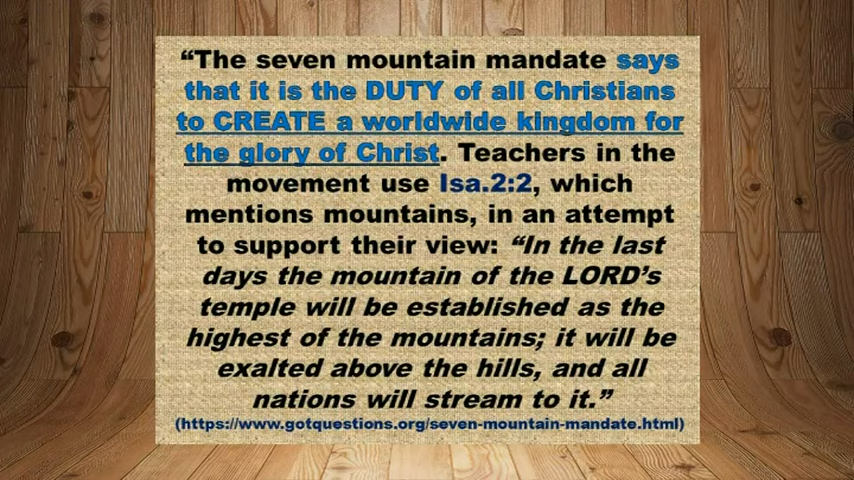 “The seven mountain mandate says
that it is the DUTY of all Christians
to CREATE a worldwide kingdom for
the glory of Christ. Teachers in the
movement use Isa.2:2, which
mentions mountains, in an attempt
to support their view: “In the last
days the mountain of the LORD’s
temple will be established as the
highest of the mountains; it will be
exalted above the hills, and all
nations will stream to it.”
(https://www.gotquestions.org/seven-mountain-mandate.html)